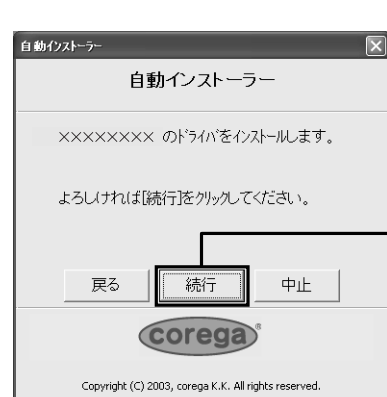 自動インストーラー
自動インストーラー
×××××××× のドライバをインストールします。
よろしければ[続行]をクリックしてください。
戻る 続行 中止
corega®
Copyright (C) 2003, corega K.K. All rights reserved.